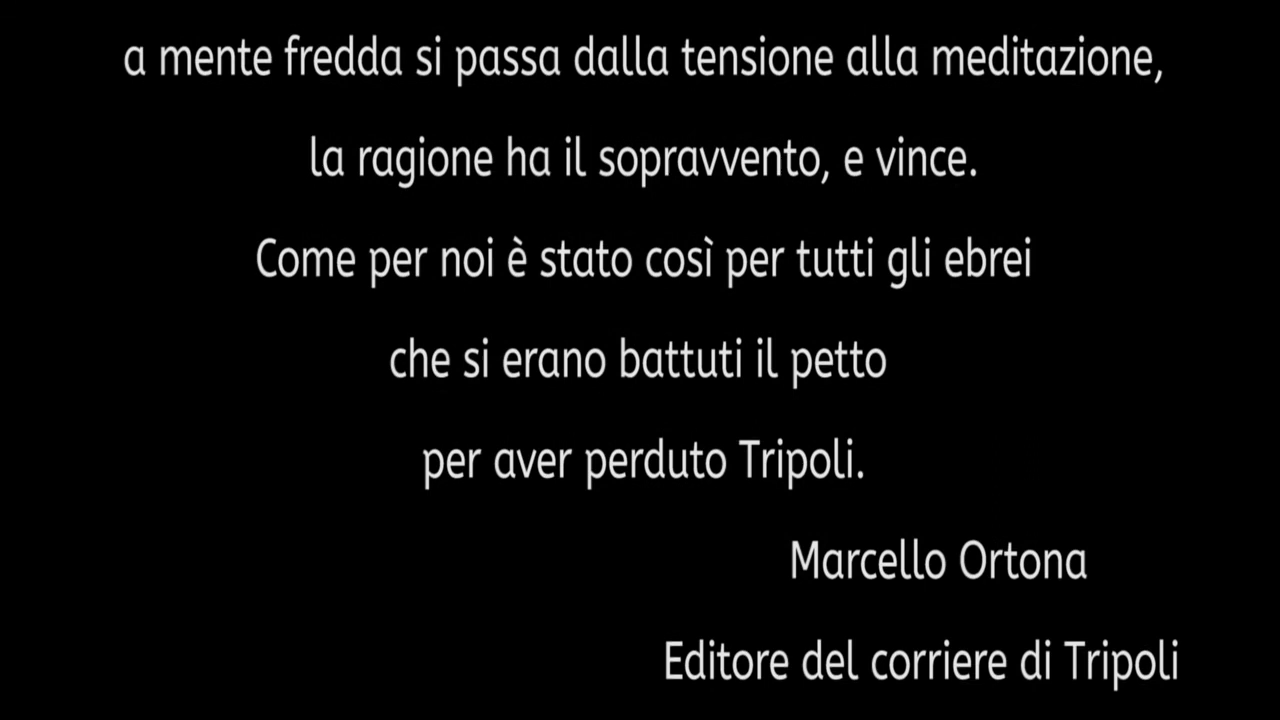 a mente fredda si passa dalla tensione alla meditazione,
la ragione ha il sopravvento, e vince.
Come per noi è stato così per tutti gli ebrei
che si erano battuti il petto
per aver perduto Tripoli.
Marcello Ortona
Editore del corriere di Tripoli